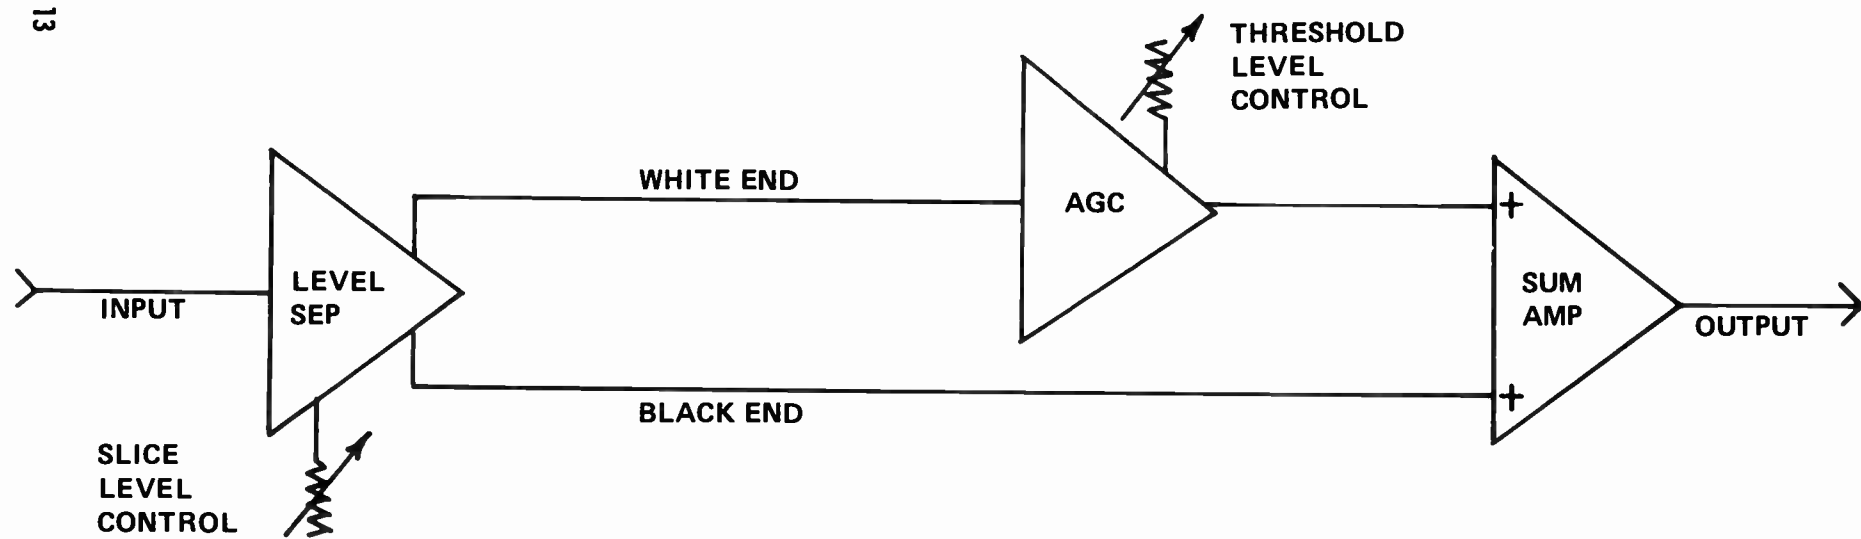 13
THRESHOLD
LEVEL
CONTROL
WHITE END
AGC
+
LEVEL
SEP
INPUT
SUM
AMP
OUTPUT
+
BLACK END
SLICE
LEVEL
CONTROL